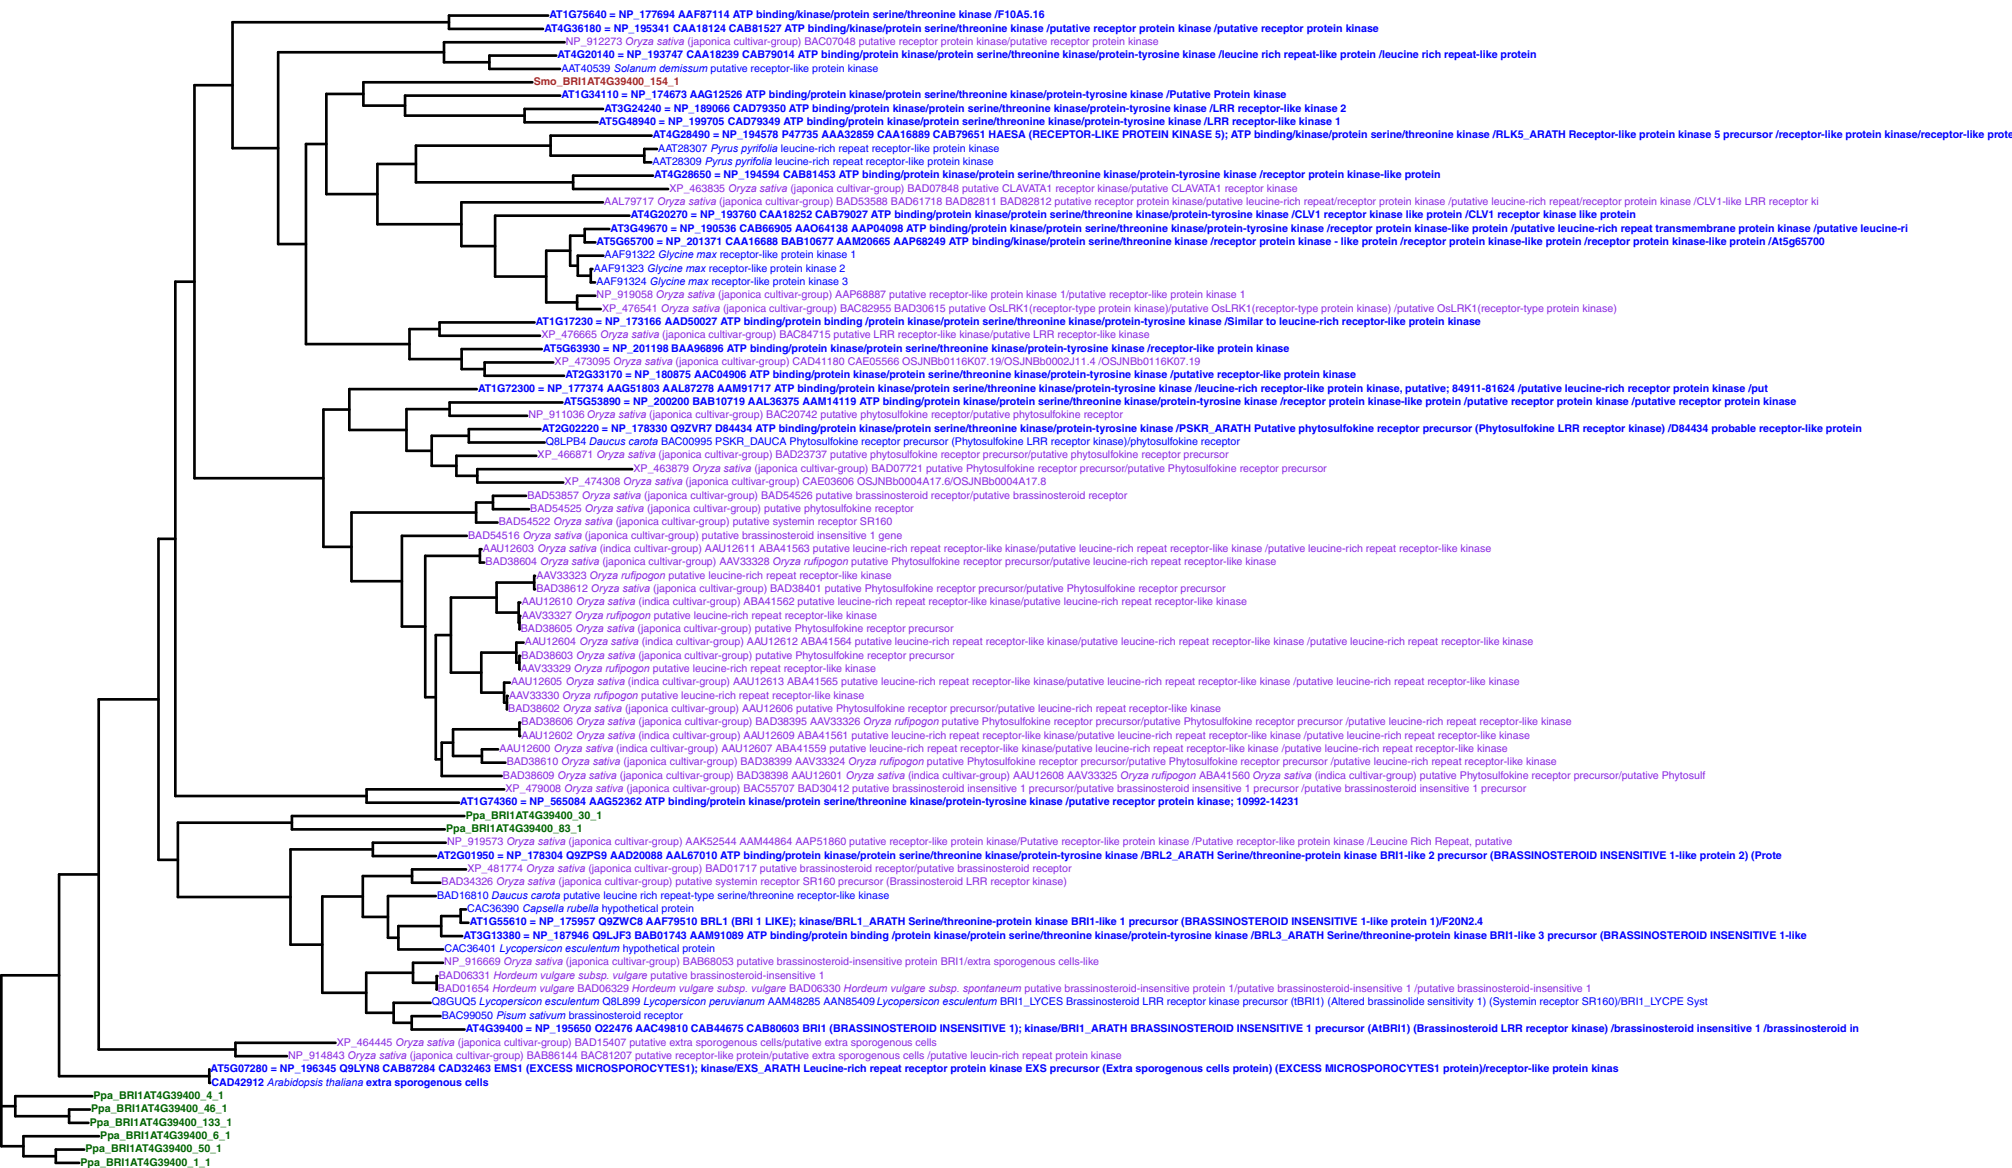 AT1G75640 = NP_177694 AAF87114 ATP binding/kinase/protein serine/threonine kinase /F10A5.16
AT4G36180 = NP_195341 CAA18124 CAB81527 ATP binding/kinase/protein serine/threonine kinase /putative receptor protein kinase /putative receptor protein kinase
NP_912273 Oryza sativa (japonica cultivar-group) BAC07048 putative receptor protein kinase/putative receptor protein kinase
AT4G20140 = NP_193747 CAA18239 CAB79014 ATP binding/protein kinase/protein serine/threonine kinase/protein-tyrosine kinase /leucine rich repeat-like protein /leucine rich repeat-like protein
AAT40539 Solanum demissum putative receptor-like protein kinase
Smo_BRI1AT4G39400_154_1
AT1G34110 = NP_174673 AAG12526 ATP binding/protein kinase/protein serine/threonine kinase/protein-tyrosine kinase /Putative Protein kinase
AT3G24240 = NP_189066 CAD79350 ATP binding/protein kinase/protein serine/threonine kinase/protein-tyrosine kinase /LRR receptor-like kinase 2
AT5G48940 = NP_199705 CAD79349 ATP binding/protein kinase/protein serine/threonine kinase/protein-tyrosine kinase /LRR receptor-like kinase 1
AT4G28490 = NP_194578 P47735 AAA32859 CAA16889 CAB79651 HAESA (RECEPTOR-LIKE PROTEIN KINASE 5); ATP binding/kinase/protein serine/threonine kinase /RLK5_ARATH Receptor-like protein kinase 5 precursor /receptor-like protein kinase/receptor-like prote
AAT28307 Pyrus pyrifolia leucine-rich repeat receptor-like protein kinase
AAT28309 Pyrus pyrifolia leucine-rich repeat receptor-like protein kinase
AT4G28650 = NP_194594 CAB81453 ATP binding/protein kinase/protein serine/threonine kinase/protein-tyrosine kinase /receptor protein kinase-like protein
XP_463835 Oryza sativa (japonica cultivar-group) BAD07848 putative CLAVATA1 receptor kinase/putative CLAVATA1 receptor kinase
AAL79717 Oryza sativa (japonica cultivar-group) BAD53588 BAD61718 BAD82811 BAD82812 putative receptor protein kinase/putative leucine-rich repeat/receptor protein kinase /putative leucine-rich repeat/receptor protein kinase /CLV1-like LRR receptor ki
AT4G20270 = NP_193760 CAA18252 CAB79027 ATP binding/protein kinase/protein serine/threonine kinase/protein-tyrosine kinase /CLV1 receptor kinase like protein /CLV1 receptor kinase like protein
AT3G49670 = NP_190536 CAB66905 AAO64138 AAP04098 ATP binding/protein kinase/protein serine/threonine kinase/protein-tyrosine kinase /receptor protein kinase-like protein /putative leucine-rich repeat transmembrane protein kinase /putative leucine-ri
AT5G65700 = NP_201371 CAA16688 BAB10677 AAM20665 AAP68249 ATP binding/kinase/protein serine/threonine kinase /receptor protein kinase - like protein /receptor protein kinase-like protein /receptor protein kinase-like protein /At5g65700
AAF91322 Glycine max receptor-like protein kinase 1
AAF91323 Glycine max receptor-like protein kinase 2
AAF91324 Glycine max receptor-like protein kinase 3
NP_919058 Oryza sativa (japonica cultivar-group) AAP68887 putative receptor-like protein kinase 1/putative receptor-like protein kinase 1
XP_476541 Oryza sativa (japonica cultivar-group) BAC82955 BAD30615 putative OsLRK1(receptor-type protein kinase)/putative OsLRK1(receptor-type protein kinase) /putative OsLRK1(receptor-type protein kinase)
AT1G17230 = NP_173166 AAD50027 ATP binding/protein binding /protein kinase/protein serine/threonine kinase/protein-tyrosine kinase /Similar to leucine-rich receptor-like protein kinase
XP_476665 Oryza sativa (japonica cultivar-group) BAC84715 putative LRR receptor-like kinase/putative LRR receptor-like kinase
AT5G63930 = NP_201198 BAA96896 ATP binding/protein kinase/protein serine/threonine kinase/protein-tyrosine kinase /receptor-like protein kinase
XP_473095 Oryza sativa (japonica cultivar-group) CAD41180 CAE05566 OSJNBb0116K07.19/OSJNBb0002J11.4 /OSJNBb0116K07.19
AT2G33170 = NP_180875 AAC04906 ATP binding/protein kinase/protein serine/threonine kinase/protein-tyrosine kinase /putative receptor-like protein kinase
AT1G72300 = NP_177374 AAG51803 AAL87278 AAM91717 ATP binding/protein kinase/protein serine/threonine kinase/protein-tyrosine kinase /leucine-rich receptor-like protein kinase, putative; 84911-81624 /putative leucine-rich receptor protein kinase /put
AT5G53890 = NP_200200 BAB10719 AAL36375 AAM14119 ATP binding/protein kinase/protein serine/threonine kinase/protein-tyrosine kinase /receptor protein kinase-like protein /putative receptor protein kinase /putative receptor protein kinase
NP_911036 Oryza sativa (japonica cultivar-group) BAC20742 putative phytosulfokine receptor/putative phytosulfokine receptor
AT2G02220 = NP_178330 Q9ZVR7 D84434 ATP binding/protein kinase/protein serine/threonine kinase/protein-tyrosine kinase /PSKR_ARATH Putative phytosulfokine receptor precursor (Phytosulfokine LRR receptor kinase) /D84434 probable receptor-like protein
Q8LPB4 Daucus carota BAC00995 PSKR_DAUCA Phytosulfokine receptor precursor (Phytosulfokine LRR receptor kinase)/phytosulfokine receptor
XP_466871 Oryza sativa (japonica cultivar-group) BAD23737 putative phytosulfokine receptor precursor/putative phytosulfokine receptor precursor
XP_463879 Oryza sativa (japonica cultivar-group) BAD07721 putative Phytosulfokine receptor precursor/putative Phytosulfokine receptor precursor
XP_474308 Oryza sativa (japonica cultivar-group) CAE03606 OSJNBb0004A17.6/OSJNBb0004A17.8
BAD53857 Oryza sativa (japonica cultivar-group) BAD54526 putative brassinosteroid receptor/putative brassinosteroid receptor
BAD54525 Oryza sativa (japonica cultivar-group) putative phytosulfokine receptor
BAD54522 Oryza sativa (japonica cultivar-group) putative systemin receptor SR160
BAD54516 Oryza sativa (japonica cultivar-group) putative brassinosteroid insensitive 1 gene
AAU12603 Oryza sativa (indica cultivar-group) AAU12611 ABA41563 putative leucine-rich repeat receptor-like kinase/putative leucine-rich repeat receptor-like kinase /putative leucine-rich repeat receptor-like kinase
BAD38604 Oryza sativa (japonica cultivar-group) AAV33328 Oryza rufipogon putative Phytosulfokine receptor precursor/putative leucine-rich repeat receptor-like kinase
AAV33323 Oryza rufipogon putative leucine-rich repeat receptor-like kinase
BAD38612 Oryza sativa (japonica cultivar-group) BAD38401 putative Phytosulfokine receptor precursor/putative Phytosulfokine receptor precursor
AAU12610 Oryza sativa (indica cultivar-group) ABA41562 putative leucine-rich repeat receptor-like kinase/putative leucine-rich repeat receptor-like kinase
AAV33327 Oryza rufipogon putative leucine-rich repeat receptor-like kinase
BAD38605 Oryza sativa (japonica cultivar-group) putative Phytosulfokine receptor precursor
AAU12604 Oryza sativa (indica cultivar-group) AAU12612 ABA41564 putative leucine-rich repeat receptor-like kinase/putative leucine-rich repeat receptor-like kinase /putative leucine-rich repeat receptor-like kinase
BAD38603 Oryza sativa (japonica cultivar-group) putative Phytosulfokine receptor precursor
AAV33329 Oryza rufipogon putative leucine-rich repeat receptor-like kinase
AAU12605 Oryza sativa (indica cultivar-group) AAU12613 ABA41565 putative leucine-rich repeat receptor-like kinase/putative leucine-rich repeat receptor-like kinase /putative leucine-rich repeat receptor-like kinase
AAV33330 Oryza rufipogon putative leucine-rich repeat receptor-like kinase
BAD38602 Oryza sativa (japonica cultivar-group) AAU12606 putative Phytosulfokine receptor precursor/putative leucine-rich repeat receptor-like kinase
BAD38606 Oryza sativa (japonica cultivar-group) BAD38395 AAV33326 Oryza rufipogon putative Phytosulfokine receptor precursor/putative Phytosulfokine receptor precursor /putative leucine-rich repeat receptor-like kinase
AAU12602 Oryza sativa (indica cultivar-group) AAU12609 ABA41561 putative leucine-rich repeat receptor-like kinase/putative leucine-rich repeat receptor-like kinase /putative leucine-rich repeat receptor-like kinase
AAU12600 Oryza sativa (indica cultivar-group) AAU12607 ABA41559 putative leucine-rich repeat receptor-like kinase/putative leucine-rich repeat receptor-like kinase /putative leucine-rich repeat receptor-like kinase
BAD38610 Oryza sativa (japonica cultivar-group) BAD38399 AAV33324 Oryza rufipogon putative Phytosulfokine receptor precursor/putative Phytosulfokine receptor precursor /putative leucine-rich repeat receptor-like kinase
BAD38609 Oryza sativa (japonica cultivar-group) BAD38398 AAU12601 Oryza sativa (indica cultivar-group) AAU12608 AAV33325 Oryza rufipogon ABA41560 Oryza sativa (indica cultivar-group) putative Phytosulfokine receptor precursor/putative Phytosulf
XP_479008 Oryza sativa (japonica cultivar-group) BAC55707 BAD30412 putative brassinosteroid insensitive 1 precursor/putative brassinosteroid insensitive 1 precursor /putative brassinosteroid insensitive 1 precursor
AT1G74360 = NP_565084 AAG52362 ATP binding/protein kinase/protein serine/threonine kinase/protein-tyrosine kinase /putative receptor protein kinase; 10992-14231
Ppa_BRI1AT4G39400_30_1
Ppa_BRI1AT4G39400_83_1
NP_919573 Oryza sativa (japonica cultivar-group) AAK52544 AAM44864 AAP51860 putative receptor-like protein kinase/Putative receptor-like protein kinase /Putative receptor-like protein kinase /Leucine Rich Repeat, putative
AT2G01950 = NP_178304 Q9ZPS9 AAD20088 AAL67010 ATP binding/protein kinase/protein serine/threonine kinase/protein-tyrosine kinase /BRL2_ARATH Serine/threonine-protein kinase BRI1-like 2 precursor (BRASSINOSTEROID INSENSITIVE 1-like protein 2) (Prote
XP_481774 Oryza sativa (japonica cultivar-group) BAD01717 putative brassinosteroid receptor/putative brassinosteroid receptor
BAD34326 Oryza sativa (japonica cultivar-group) putative systemin receptor SR160 precursor (Brassinosteroid LRR receptor kinase)
BAD16810 Daucus carota putative leucine rich repeat-type serine/threonine receptor-like kinase
CAC36390 Capsella rubella hypothetical protein
AT1G55610 = NP_175957 Q9ZWC8 AAF79510 BRL1 (BRI 1 LIKE); kinase/BRL1_ARATH Serine/threonine-protein kinase BRI1-like 1 precursor (BRASSINOSTEROID INSENSITIVE 1-like protein 1)/F20N2.4
AT3G13380 = NP_187946 Q9LJF3 BAB01743 AAM91089 ATP binding/protein binding /protein kinase/protein serine/threonine kinase/protein-tyrosine kinase /BRL3_ARATH Serine/threonine-protein kinase BRI1-like 3 precursor (BRASSINOSTEROID INSENSITIVE 1-like
CAC36401 Lycopersicon esculentum hypothetical protein
NP_916669 Oryza sativa (japonica cultivar-group) BAB68053 putative brassinosteroid-insensitive protein BRI1/extra sporogenous cells-like
BAD06331 Hordeum vulgare subsp. vulgare putative brassinosteroid-insensitive 1
BAD01654 Hordeum vulgare BAD06329 Hordeum vulgare subsp. vulgare BAD06330 Hordeum vulgare subsp. spontaneum putative brassinosteroid-insensitive protein 1/putative brassinosteroid-insensitive 1 /putative brassinosteroid-insensitive 1
Q8GUQ5 Lycopersicon esculentum Q8L899 Lycopersicon peruvianum AAM48285 AAN85409 Lycopersicon esculentum BRI1_LYCES Brassinosteroid LRR receptor kinase precursor (tBRI1) (Altered brassinolide sensitivity 1) (Systemin receptor SR160)/BRI1_LYCPE Syst
BAC99050 Pisum sativum brassinosteroid receptor
AT4G39400 = NP_195650 O22476 AAC49810 CAB44675 CAB80603 BRI1 (BRASSINOSTEROID INSENSITIVE 1); kinase/BRI1_ARATH BRASSINOSTEROID INSENSITIVE 1 precursor (AtBRI1) (Brassinosteroid LRR receptor kinase) /brassinosteroid insensitive 1 /brassinosteroid in
XP_464445 Oryza sativa (japonica cultivar-group) BAD15407 putative extra sporogenous cells/putative extra sporogenous cells
NP_914843 Oryza sativa (japonica cultivar-group) BAB86144 BAC81207 putative receptor-like protein/putative extra sporogenous cells /putative leucin-rich repeat protein kinase
AT5G07280 = NP_196345 Q9LYN8 CAB87284 CAD32463 EMS1 (EXCESS MICROSPOROCYTES1); kinase/EXS_ARATH Leucine-rich repeat receptor protein kinase EXS precursor (Extra sporogenous cells protein) (EXCESS MICROSPOROCYTES1 protein)/receptor-like protein kinas
CAD42912 Arabidopsis thaliana extra sporogenous cells
Ppa_BRI1AT4G39400_4_1
Ppa_BRI1AT4G39400_46_1
Ppa_BRI1AT4G39400_133_1
Ppa_BRI1AT4G39400_6_1
Ppa_BRI1AT4G39400_50_1
Ppa_BRI1AT4G39400_1_1